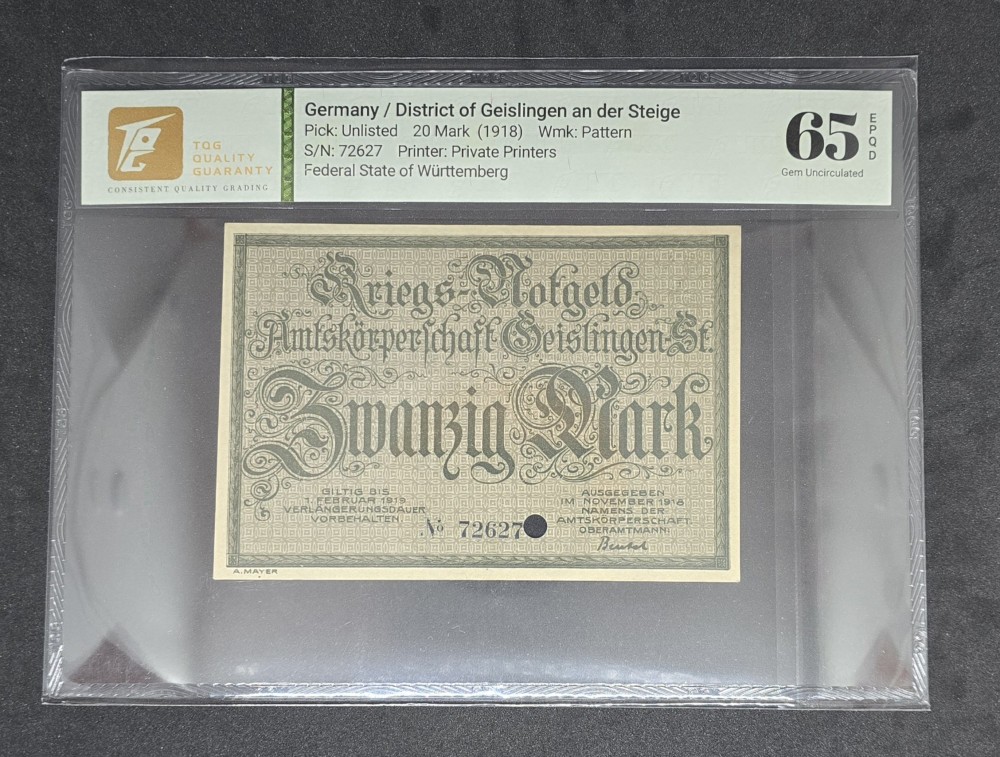 TQG
QUALITY
GUARANTY
CONSISTENT QUALITY GRADING
Germany / District of Geislingen an der Steige
Pick: Unlisted 20 Mark (1918) Wmk: Pattern
S/N: 72627 Printer: Private Printers
Federal State of Württemberg
65
EPQD
Gem Uncirculated
Kriegs-Notgeld
Amtskörperschaft Geislingen-St.
Zwanzig Mark
GILTIG BIS
1. FEBRUAR 1919
VERLÄNGERUNGSDAUER
VORBEHALTEN.
№ 72627
AUSGEGEBEN
IM NOVEMBER 1918
NAMENS DER
AMTSKÖRPERSCHAFT:
OBERAMTMANN:
A. MAYER